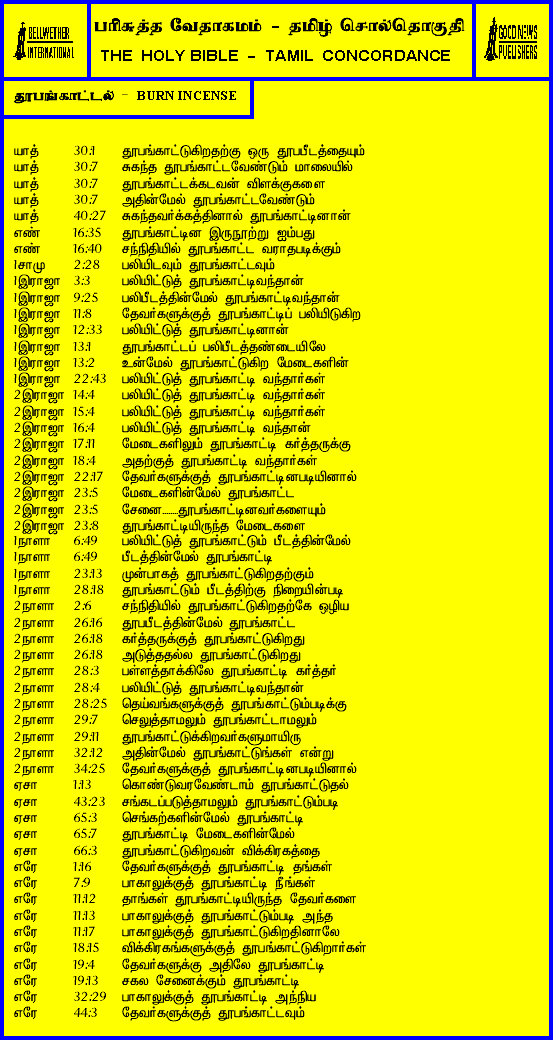 BELLWETHER
INTERNATIONAL
பரிசுத்த வேதாகமம் - தமிழ் சொல்தொகுதி
THE HOLY BIBLE - TAMIL CONCORDANCE
GOOD NEWS
PUBLISHERS
தூபங்காட்டல் - BURN INCENSE
யாத் 30:1 தூபங்காட்டுகிறதற்கு ஒரு தூபபீடத்தையும்
யாத் 30:7 சுகந்த தூபங்காட்டவேண்டும் மாலையில்
யாத் 30:7 தூபங்காட்டக்கடவன் விளக்குகளை
யாத் 30:7 அதின்மேல் தூபங்காட்டவேண்டும்
யாத் 40:27 சுகந்தவர்க்கத்தினால் தூபங்காட்டினான்
எண் 16:35 தூபங்காட்டின இருநூற்று ஐம்பது
எண் 16:40 சந்நிதியில் தூபங்காட்ட வராதபடிக்கும்
1சாமு 2:28 பலியிடவும் தூபங்காட்டவும்
1இராஜா 3:3 பலியிட்டுத் தூபங்காட்டிவந்தான்
1இராஜா 9:25 பலிபீடத்தின்மேல் தூபங்காட்டிவந்தான்
1இராஜா 11:8 தேவர்களுக்குத் தூபங்காட்டிப் பலியிடுகிற
1இராஜா 12:33 பலியிட்டுத் தூபங்காட்டினான்
1இராஜா 13:1 தூபங்காட்டப் பலிபீடத்தண்டையிலே
1இராஜா 13:2 உன்மேல் தூபங்காட்டுகிற மேடைகளின்
1இராஜா 22:43 பலியிட்டுத் தூபங்காட்டி வந்தார்கள்
2இராஜா 14:4 பலியிட்டுத் தூபங்காட்டி வந்தார்கள்
2இராஜா 15:4 பலியிட்டுத் தூபங்காட்டி வந்தார்கள்
2இராஜா 16:4 பலியிட்டுத் தூபங்காட்டி வந்தான்
2இராஜா 17:11 மேடைகளிலும் தூபங்காட்டி கர்த்தருக்கு
2இராஜா 18:4 அதற்குத் தூபங்காட்டி வந்தார்கள்
2இராஜா 22:17 தேவர்களுக்குத் தூபங்காட்டினபடியினால்
2இராஜா 23:5 மேடைகளின்மேல் தூபங்காட்ட
2இராஜா 23:5 சேனை.......தூபங்காட்டினவர்களையும்
2இராஜா 23:8 தூபங்காட்டியிருந்த மேடைகளை
1நாளா 6:49 பலியிட்டுத் தூபங்காட்டும் பீடத்தின்மேல்
1நாளா 6:49 பீடத்தின்மேல் தூபங்காட்டி
1நாளா 23:13 முன்பாகத் தூபங்காட்டுகிறதற்கும்
1நாளா 28:18 தூபங்காட்டும் பீடத்திற்கு நிறையின்படி
2நாளா 2:6 சந்நிதியில் தூபங்காட்டுகிறதற்கே ஒழிய
2நாளா 26:16 தூபபீடத்தின்மேல் தூபங்காட்ட
2நாளா 26:18 கர்த்தருக்குத் தூபங்காட்டுகிறது
2நாளா 26:18 அடுத்ததல்ல தூபங்காட்டுகிறது
2நாளா 28:3 பள்ளத்தாக்கிலே தூபங்காட்டி கர்த்தர்
2நாளா 28:4 பலியிட்டுத் தூபங்காட்டிவந்தான்
2நாளா 28:25 தெய்வங்களுக்குத் தூபங்காட்டும்படிக்கு
2நாளா 29:7 செலுத்தாமலும் தூபங்காட்டாமலும்
2நாளா 29:11 தூபங்காட்டுக்கிறவர்களுமாயிரு
2நாளா 32:12 அதின்மேல் தூபங்காட்டுங்கள் என்று
2நாளா 34:25 தேவர்களுக்குத் தூபங்காட்டினபடியினால்
ஏசா 1:13 கொண்டுவரவேண்டாம் தூபங்காட்டுதல்
ஏசா 43:23 சங்கடப்படுத்தாமலும் தூபங்காட்டும்படி
ஏசா 65:3 செங்கற்களின்மேல் தூபங்காட்டி
ஏசா 65:7 தூபங்காட்டி மேடைகளின்மேல்
ஏசா 66:3 தூபங்காட்டுகிறவன் விக்கிரகத்தை
எரே 1:16 தேவர்களுக்குத் தூபங்காட்டி தங்கள்
எரே 7:9 பாகாலுக்குத் தூபங்காட்டி நீங்கள்
எரே 11:12 தாங்கள் தூபங்காட்டியிருந்த தேவர்களை
எரே 11:13 பாகாலுக்குத் தூபங்காட்டும்படி அந்த
எரே 11:17 பாகாலுக்குத் தூபங்காட்டுகிறதினாலே
எரே 18:15 விக்கிரகங்களுக்குத் தூபங்காட்டுகிறார்கள்
எரே 19:4 தேவர்களுக்கு அதிலே தூபங்காட்டி
எரே 19:13 சகல சேனைக்கும் தூபங்காட்டி
எரே 32:29 பாகாலுக்குத் தூபங்காட்டி அந்நிய
எரே 44:3 தேவர்களுக்குத் தூபங்காட்டவும்